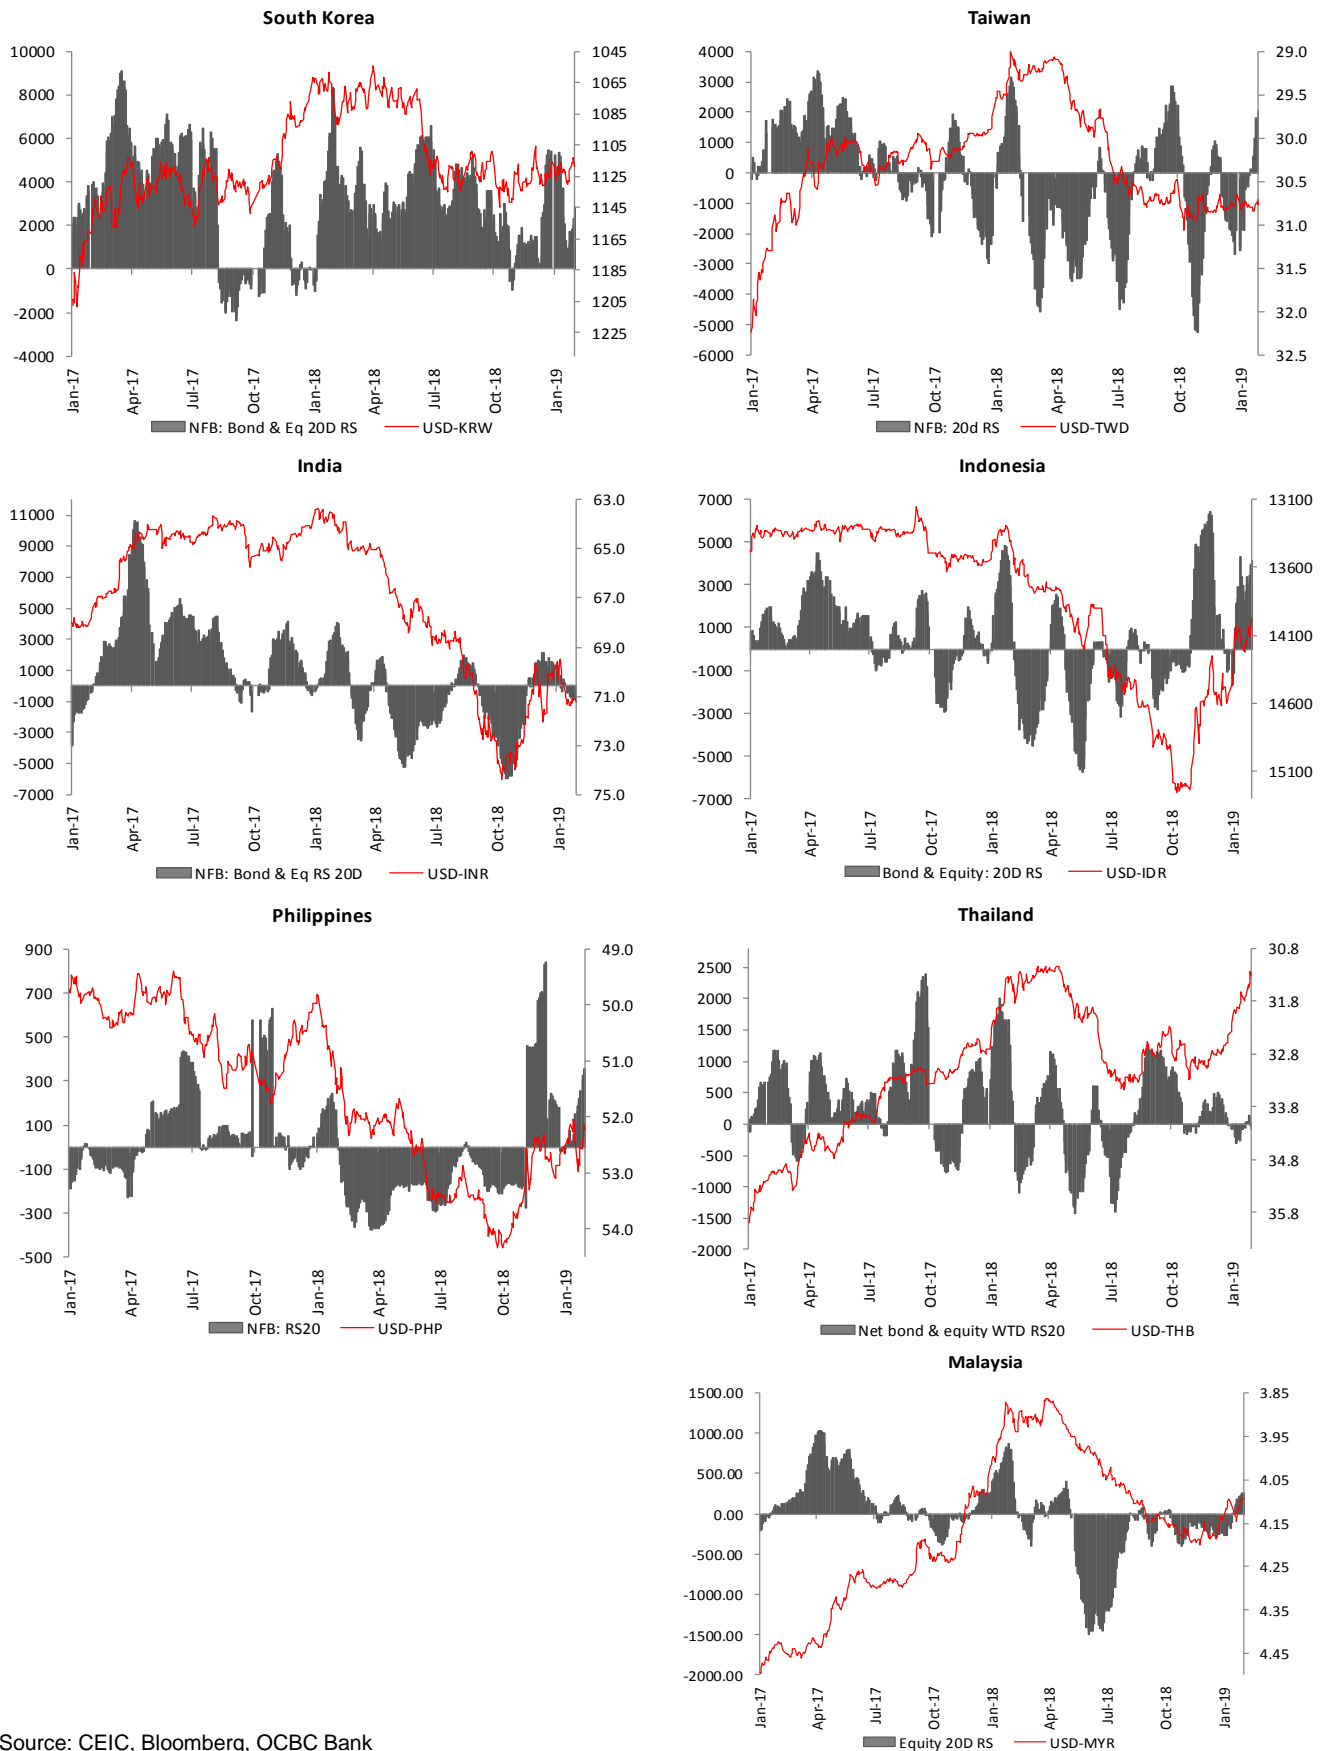 South Korea
10000
8000
6000
4000
2000
0
-2000
-4000
1045
1065
1085
1105
1125
1145
1165
1185
1205
1225
Jan-17
Apr-17
Jul-17
Oct-17
Jan-18
Apr-18
Jul-18
Oct-18
Jan-19
NFB: Bond & Eq 20D RS USD-KRW
Taiwan
4000
3000
2000
1000
0
-1000
-2000
-3000
-4000
-5000
-6000
29.0
29.5
30.0
30.5
31.0
31.5
32.0
32.5
Jan-17
Apr-17
Jul-17
Oct-17
Jan-18
Apr-18
Jul-18
Oct-18
Jan-19
NFB: 20d RS USD-TWD
India
11000
9000
7000
5000
3000
1000
-1000
-3000
-5000
-7000
63.0
65.0
67.0
69.0
71.0
73.0
75.0
Jan-17
Apr-17
Jul-17
Oct-17
Jan-18
Apr-18
Jul-18
Oct-18
Jan-19
NFB: Bond & Eq RS 20D USD-INR
Indonesia
7000
5000
3000
1000
-1000
-3000
-5000
-7000
13100
13600
14100
14600
15100
Jan-17
Apr-17
Jul-17
Oct-17
Jan-18
Apr-18
Jul-18
Oct-18
Jan-19
Bond & Equity: 20D RS USD-IDR
Philippines
900
700
500
300
100
-100
-300
-500
49.0
50.0
51.0
52.0
53.0
54.0
Jan-17
Apr-17
Jul-17
Oct-17
Jan-18
Apr-18
Jul-18
Oct-18
Jan-19
NFB: RS20 USD-PHP
Thailand
2500
2000
1500
1000
500
0
-500
-1000
-1500
-2000
30.8
31.8
32.8
33.8
34.8
35.8
Jan-17
Apr-17
Jul-17
Oct-17
Jan-18
Apr-18
Jul-18
Oct-18
Jan-19
Net bond & equity WTD RS20 USD-THB
Malaysia
1500.00
1000.00
500.00
0.00
-500.00
-1000.00
-1500.00
-2000.00
3.85
3.95
4.05
4.15
4.25
4.35
4.45
Jan-17
Apr-17
Jul-17
Oct-17
Jan-18
Apr-18
Jul-18
Oct-18
Jan-19
Equity 20D RS USD-MYR
Source: CEIC, Bloomberg, OCBC Bank